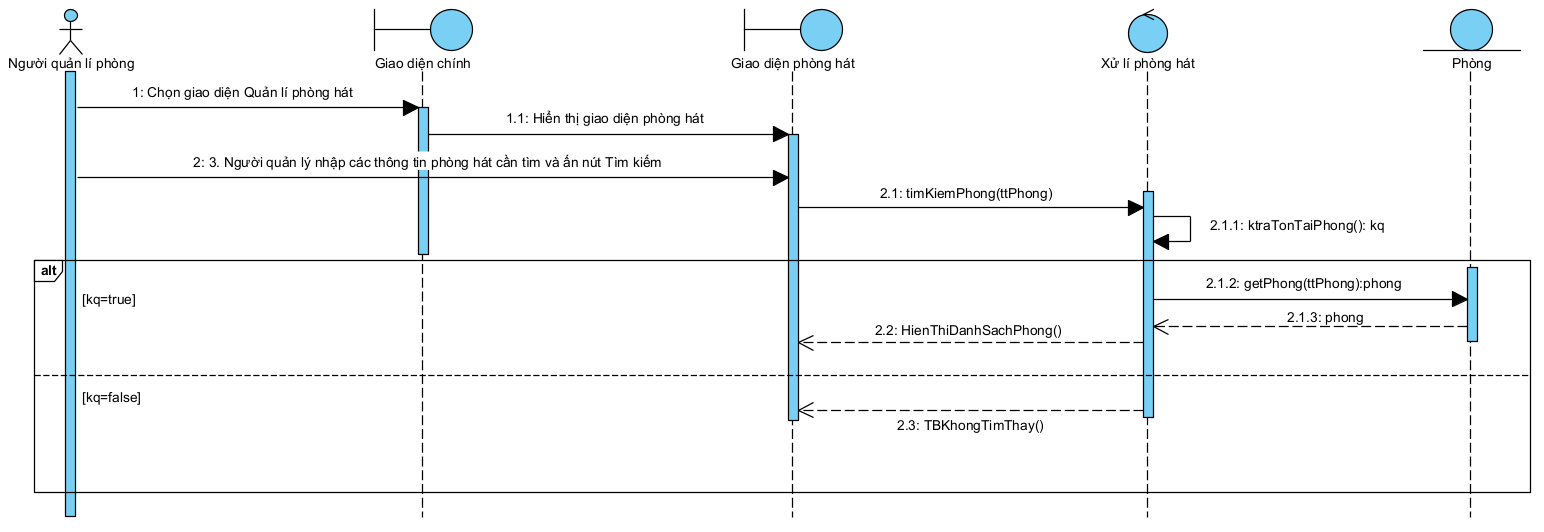 Người quản lí phòng
Giao diện chính
Giao diện phòng hát
Xử lí phòng hát
Phòng
1: Chọn giao diện Quản lí phòng hát
1.1: Hiển thị giao diện phòng hát
2: 3. Người quản lý nhập các thông tin phòng hát cần tìm và ấn nút Tìm kiếm
2.1: timKiemPhong(ttPhong)
2.1.1: ktraTonTaiPhong(): kq
alt
[kq=true]
2.1.2: getPhong(ttPhong):phong
2.1.3: phong
2.2: HienThiDanhSachPhong()
[kq=false]
2.3: TBKhongTimThay()